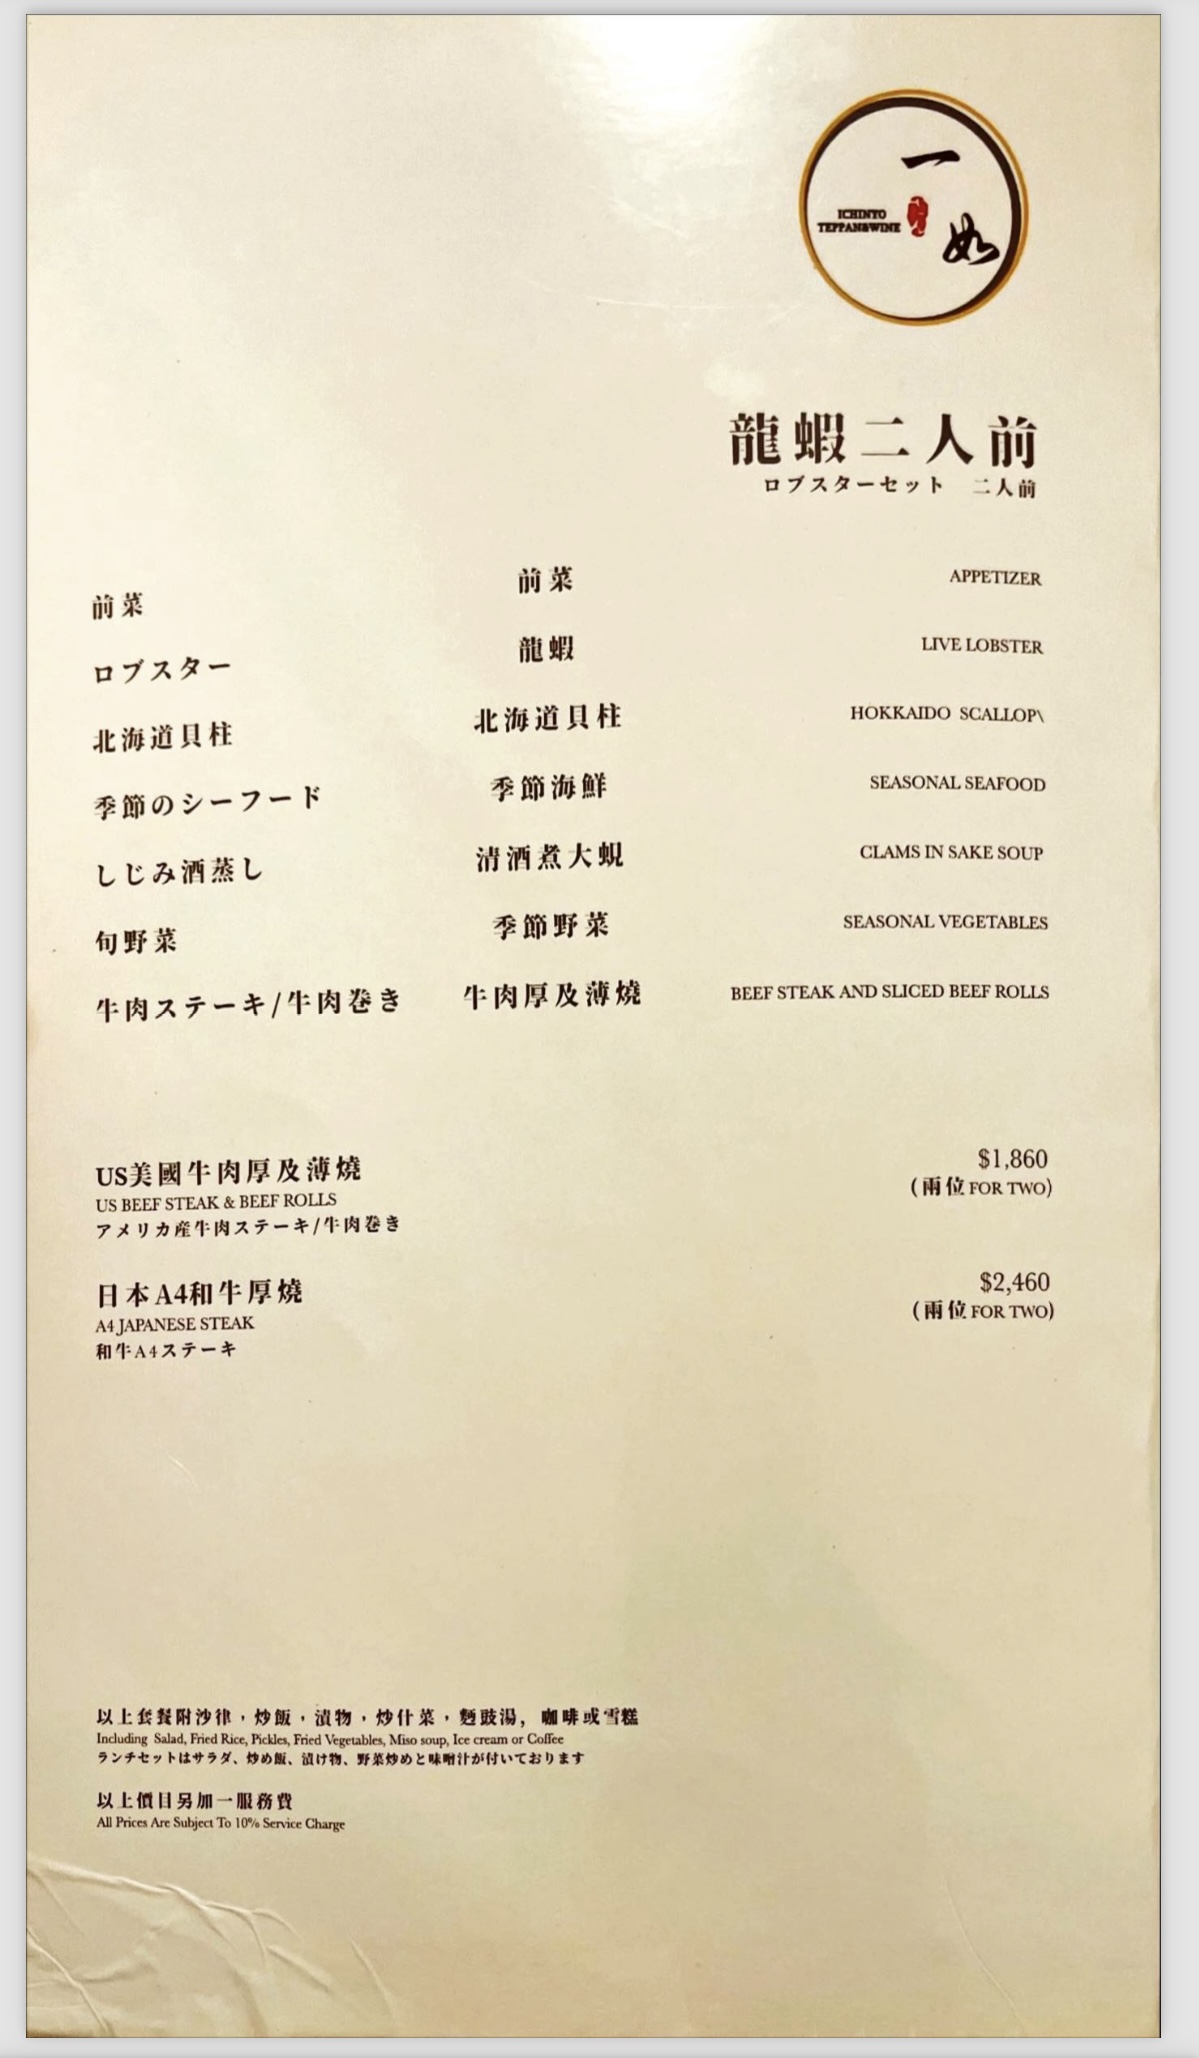 一如
ICHINYO
TEPPAN&WINE
龍蝦二人前
ロブスターセット 二人前
前菜 前菜 APPETIZER
ロブスター 龍蝦 LIVE LOBSTER
北海道貝柱 北海道貝柱 HOKKAIDO SCALLOP\
季節のシーフード 季節海鮮 SEASONAL SEAFOOD
しじみ酒蒸し 清酒煮大蜆 CLAMS IN SAKE SOUP
旬野菜 季節野菜 SEASONAL VEGETABLES
牛肉ステーキ/牛肉巻き 牛肉厚及薄燒 BEEF STEAK AND SLICED BEEF ROLLS
US美國牛肉厚及薄燒 $1,860
US BEEF STEAK & BEEF ROLLS (兩位 FOR TWO)
アメリカ産牛肉ステーキ/牛肉巻き
日本A4和牛厚燒 $2,460
A4 JAPANESE STEAK (兩位 FOR TWO)
和牛A4ステーキ
以上套餐附沙律，炒飯，漬物，炒什菜，麵豉湯，咖啡或雪糕
Including Salad, Fried Rice, Pickles, Fried Vegetables, Miso soup, Ice cream or Coffee
ランチセットはサラダ、炒め飯、漬け物、野菜炒めと味噌汁が付いております
以上價目另加一服務費
All Prices Are Subject To 10% Service Charge